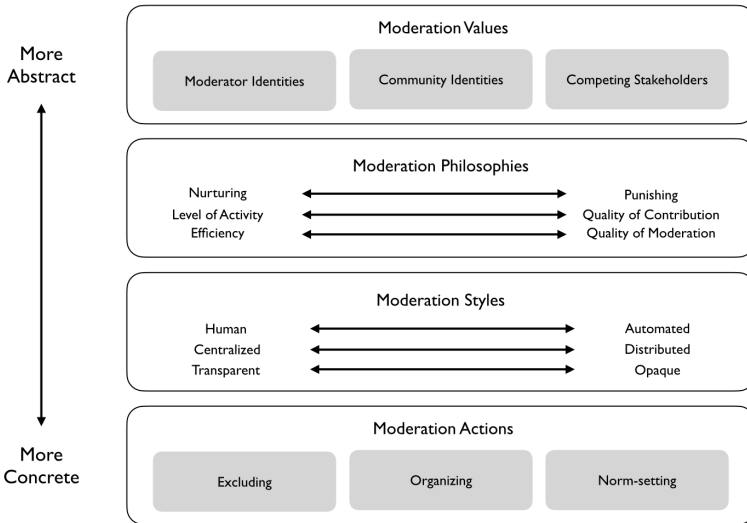 More
Abstract
Moderation Values
Moderator Identities
Community Identities
Competing Stakeholders
Moderation Philosophies
Nurturing Punishing
Level of Activity Quality of Contribution
Efficiency Quality of Moderation
Moderation Styles
Human Automated
Centralized Distributed
Transparent Opaque
More
Concrete
Moderation Actions
Excluding
Organizing
Norm-setting